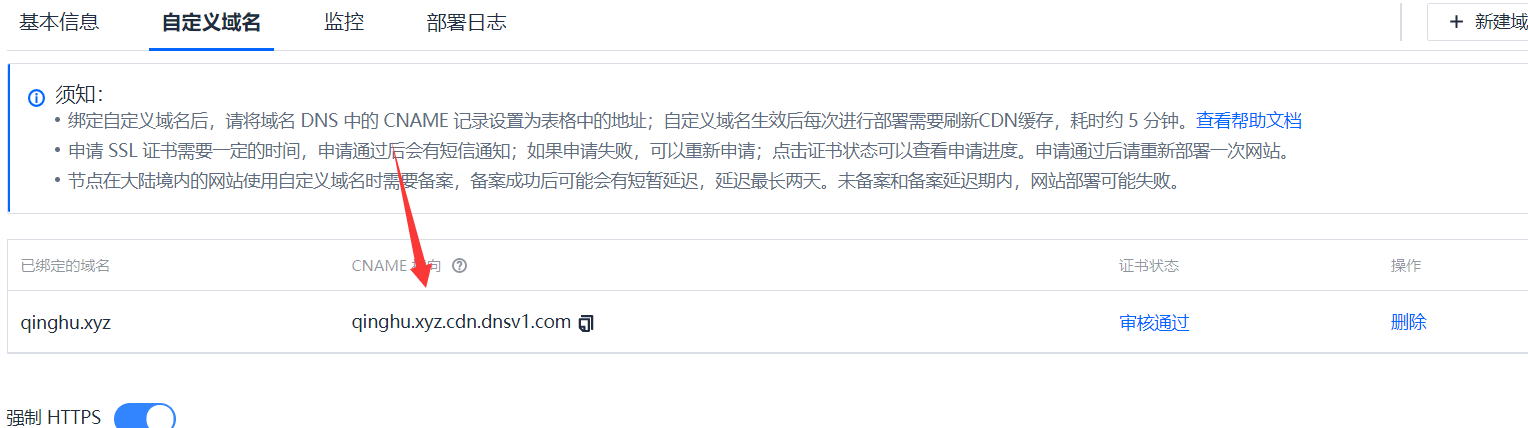 基本信息 自定义域名 监控 部署日志 + 新建域
须知：
• 绑定自定义域名后，请将域名 DNS 中的 CNAME 记录设置为表格中的地址；自定义域名生效后每次进行部署需要刷新CDN缓存，耗时约 5 分钟。查看帮助文档
• 申请 SSL 证书需要一定的时间，申请通过后会有短信通知；如果申请失败，可以重新申请；点击证书状态可以查看申请进度。申请通过后请重新部署一次网站。
• 节点在大陆境内的网站使用自定义域名时需要备案，备案成功后可能会有短暂延迟，延迟最长两天。未备案和备案延迟期内，网站部署可能失败。
已绑定的域名 CNAME 向 证书状态 操作
qinghu.xyz qinghu.xyz.cdn.dnsv1.com 审核通过 删除
强制 HTTPS